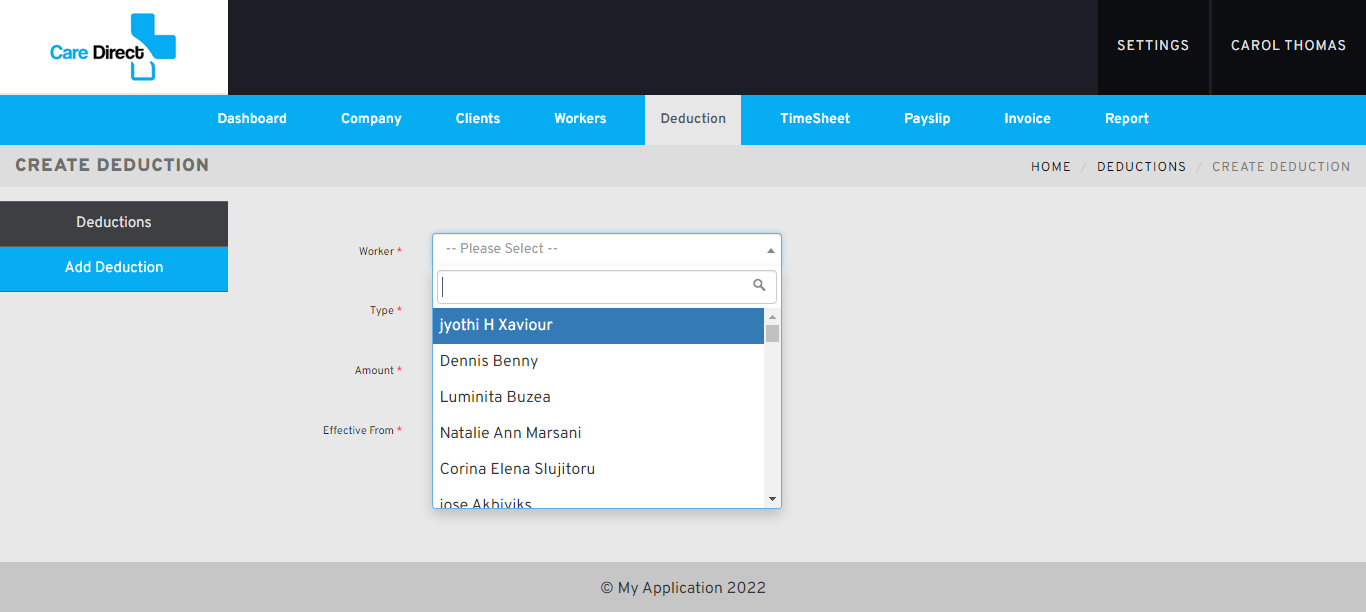 Care Direct
SETTINGS
CAROL THOMAS
Dashboard
Company
Clients
Workers
Deduction
TimeSheet
Payslip
Invoice
Report
CREATE DEDUCTION
HOME / DEDUCTIONS / CREATE DEDUCTION
Deductions
Add Deduction
Worker *
-- Please Select --
jyothi H Xaviour
Type *
Dennis Benny
Amount *
Luminita Buzea
Natalie Ann Marsani
Effective From *
Corina Elena Slujitoru
jose Akhiviks
© My Application 2022